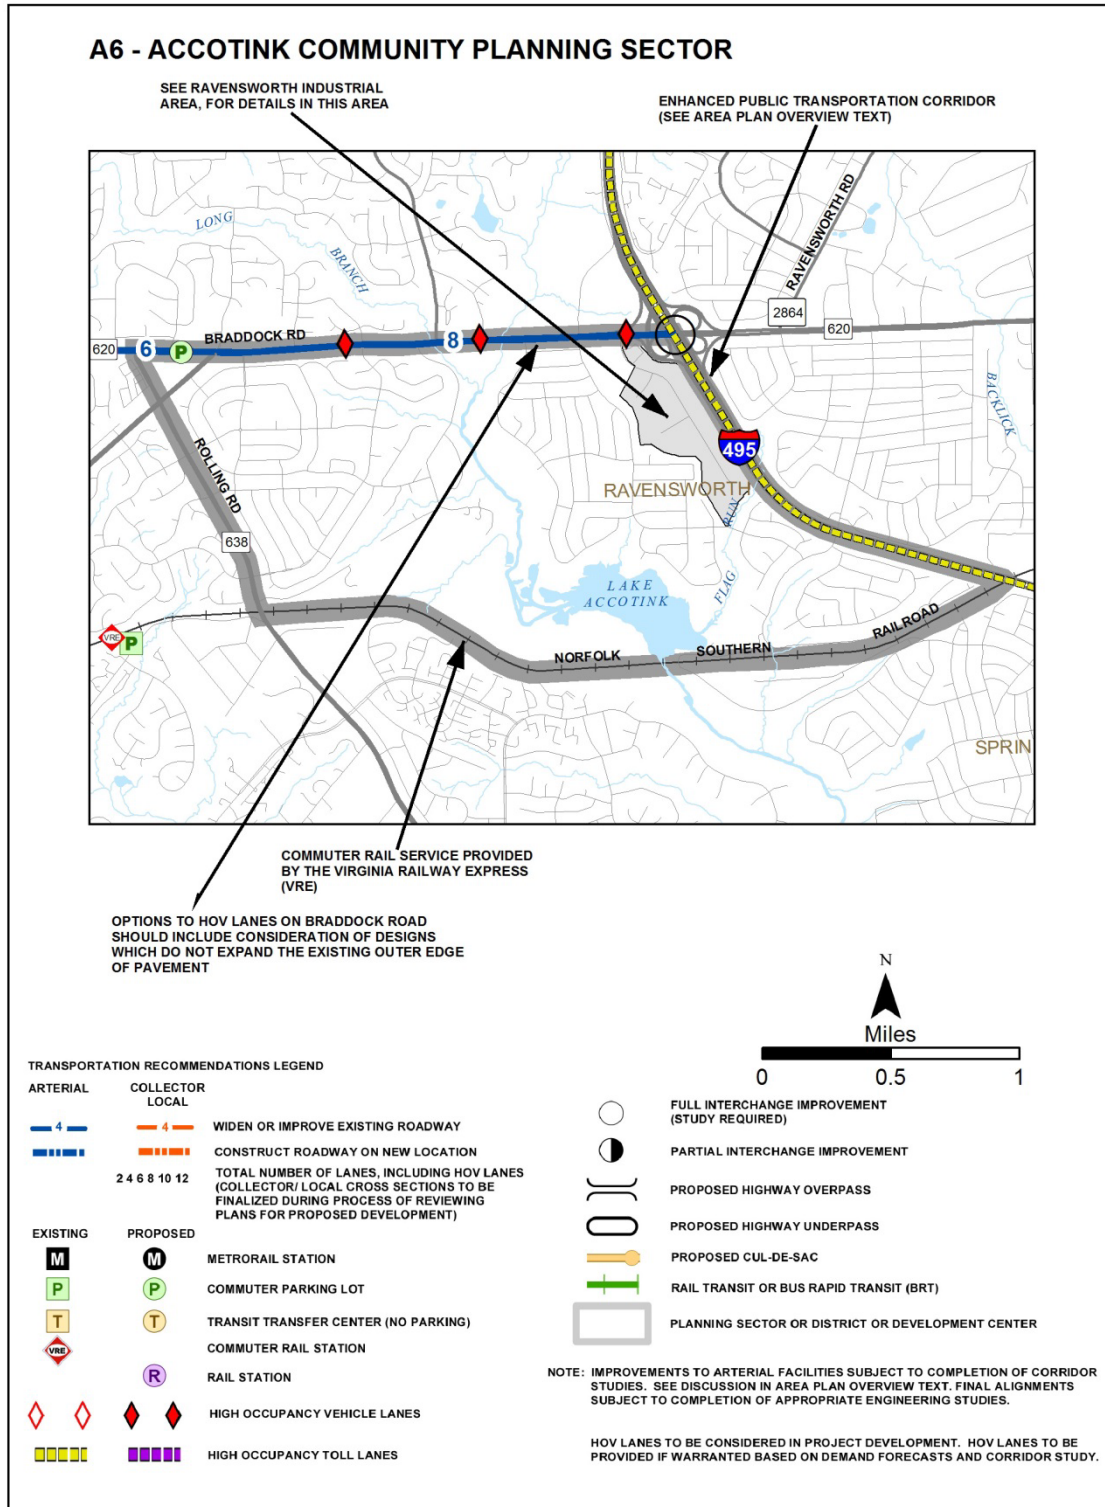 A6 - ACCOTINK COMMUNITY PLANNING SECTOR
SEE RAVENSWORTH INDUSTRIAL
AREA, FOR DETAILS IN THIS AREA
ENHANCED PUBLIC TRANSPORTATION CORRIDOR
(SEE AREA PLAN OVERVIEW TEXT)
LONG
BRANCH
RAVENSWORTH RD
2864
620
BRADDOCK RD
620
6
P
8
BACKLICK
ROLLING RD
495
RAVENSWORTH
RUN
638
FLAG
LAKE
ACCOTINK
RAILROAD
VRE
P
NORFOLK
SOUTHERN
SPRIN
COMMUTER RAIL SERVICE PROVIDED
BY THE VIRGINIA RAILWAY EXPRESS
(VRE)
OPTIONS TO HOV LANES ON BRADDOCK ROAD
SHOULD INCLUDE CONSIDERATION OF DESIGNS
WHICH DO NOT EXPAND THE EXISTING OUTER EDGE
OF PAVEMENT
N
Miles
0 0.5 1
TRANSPORTATION RECOMMENDATIONS LEGEND
ARTERIAL COLLECTOR
LOCAL
4 4 WIDEN OR IMPROVE EXISTING ROADWAY
CONSTRUCT ROADWAY ON NEW LOCATION
2 4 6 8 10 12 TOTAL NUMBER OF LANES, INCLUDING HOV LANES
(COLLECTOR/ LOCAL CROSS SECTIONS TO BE
FINALIZED DURING PROCESS OF REVIEWING
PLANS FOR PROPOSED DEVELOPMENT)
EXISTING PROPOSED
M M METRORAIL STATION
P P COMMUTER PARKING LOT
T T TRANSIT TRANSFER CENTER (NO PARKING)
VRE COMMUTER RAIL STATION
R RAIL STATION
HIGH OCCUPANCY VEHICLE LANES
HIGH OCCUPANCY TOLL LANES
FULL INTERCHANGE IMPROVEMENT
(STUDY REQUIRED)
PARTIAL INTERCHANGE IMPROVEMENT
PROPOSED HIGHWAY OVERPASS
PROPOSED HIGHWAY UNDERPASS
PROPOSED CUL-DE-SAC
RAIL TRANSIT OR BUS RAPID TRANSIT (BRT)
PLANNING SECTOR OR DISTRICT OR DEVELOPMENT CENTER
NOTE: IMPROVEMENTS TO ARTERIAL FACILITIES SUBJECT TO COMPLETION OF CORRIDOR
STUDIES. SEE DISCUSSION IN AREA PLAN OVERVIEW TEXT. FINAL ALIGNMENTS
SUBJECT TO COMPLETION OF APPROPRIATE ENGINEERING STUDIES.
HOV LANES TO BE CONSIDERED IN PROJECT DEVELOPMENT. HOV LANES TO BE
PROVIDED IF WARRANTED BASED ON DEMAND FORECASTS AND CORRIDOR STUDY.